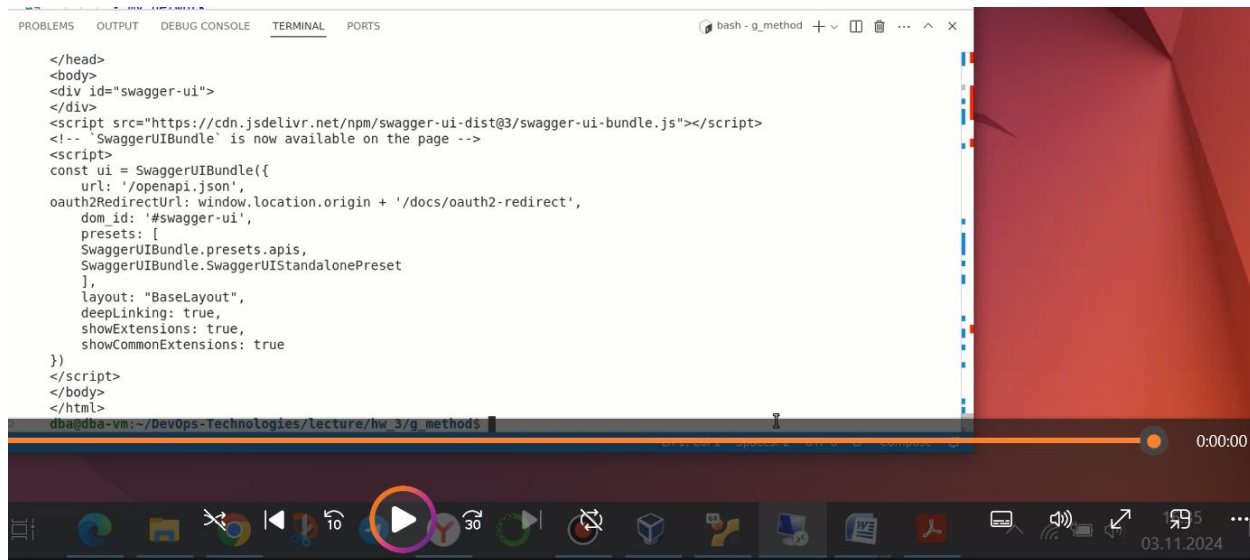 PROBLEMS OUTPUT DEBUG CONSOLE TERMINAL PORTS bash - g_method
</head>
<body>
<div id="swagger-ui">
</div>
<script src="https://cdn.jsdelivr.net/npm/swagger-ui-dist@3/swagger-ui-bundle.js"></script>
<!-- `SwaggerUIBundle` is now available on the page -->
<script>
const ui = SwaggerUIBundle({
    url: '/openapi.json',
oauth2RedirectUrl: window.location.origin + '/docs/oauth2-redirect',
    dom_id: '#swagger-ui',
    presets: [
    SwaggerUIBundle.presets.apis,
    SwaggerUIBundle.SwaggerUIStandalonePreset
    ],
    layout: "BaseLayout",
    deepLinking: true,
    showExtensions: true,
    showCommonExtensions: true
})
</script>
</body>
</html>
dba@dba-vm:~/DevOps-Technologies/lecture/hw_3/g_method$
0:00:00
10 30
03.11.2024